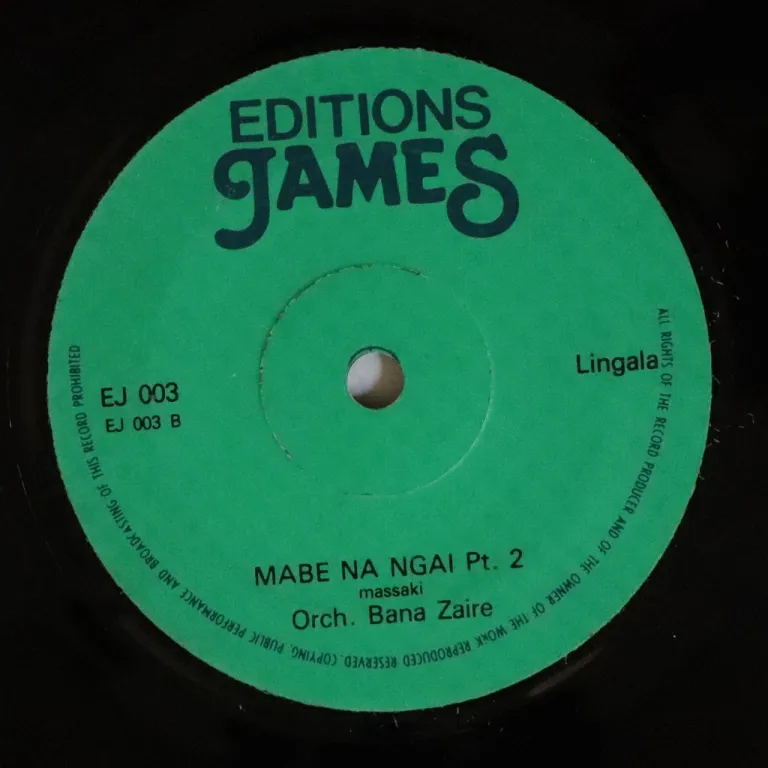 EDITIONS
JAMES
EJ 003
EJ 003 B
Lingala
MABE NA NGAI Pt. 2
massaki
Orch. Bana Zaire
ALL RIGHTS OF THE RECORD PRODUCER AND OF THE OWNER OF THE WORK REPRODUCED RESERVED. COPYING, PUBLIC PERFORMANCE AND BROADCASTING OF THIS RECORD PROHIBITED